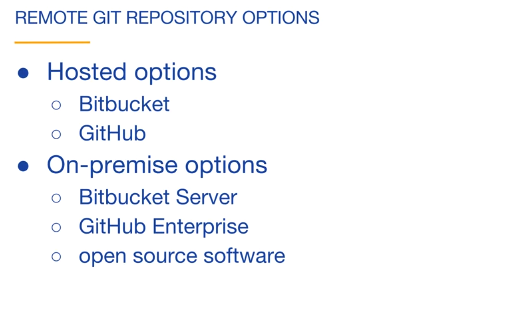 REMOTE GIT REPOSITORY OPTIONS
● Hosted options
○ Bitbucket
○ GitHub
● On-premise options
○ Bitbucket Server
○ GitHub Enterprise
○ open source software